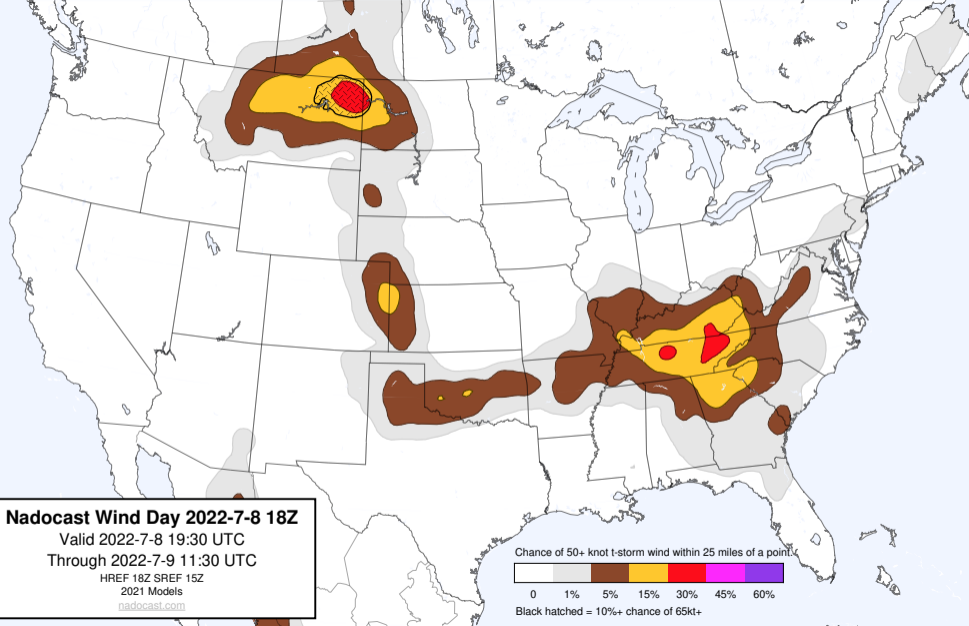 Nadocast Wind Day 2022-7-8 18Z
Valid 2022-7-8 19:30 UTC
Through 2022-7-9 11:30 UTC
HREF 18Z SREF 15Z
2021 Models
nadocast.com
Chance of 50+ knot t-storm wind within 25 miles of a point.
0 1% 5% 15% 30% 45% 60%
Black hatched = 10%+ chance of 65kt+